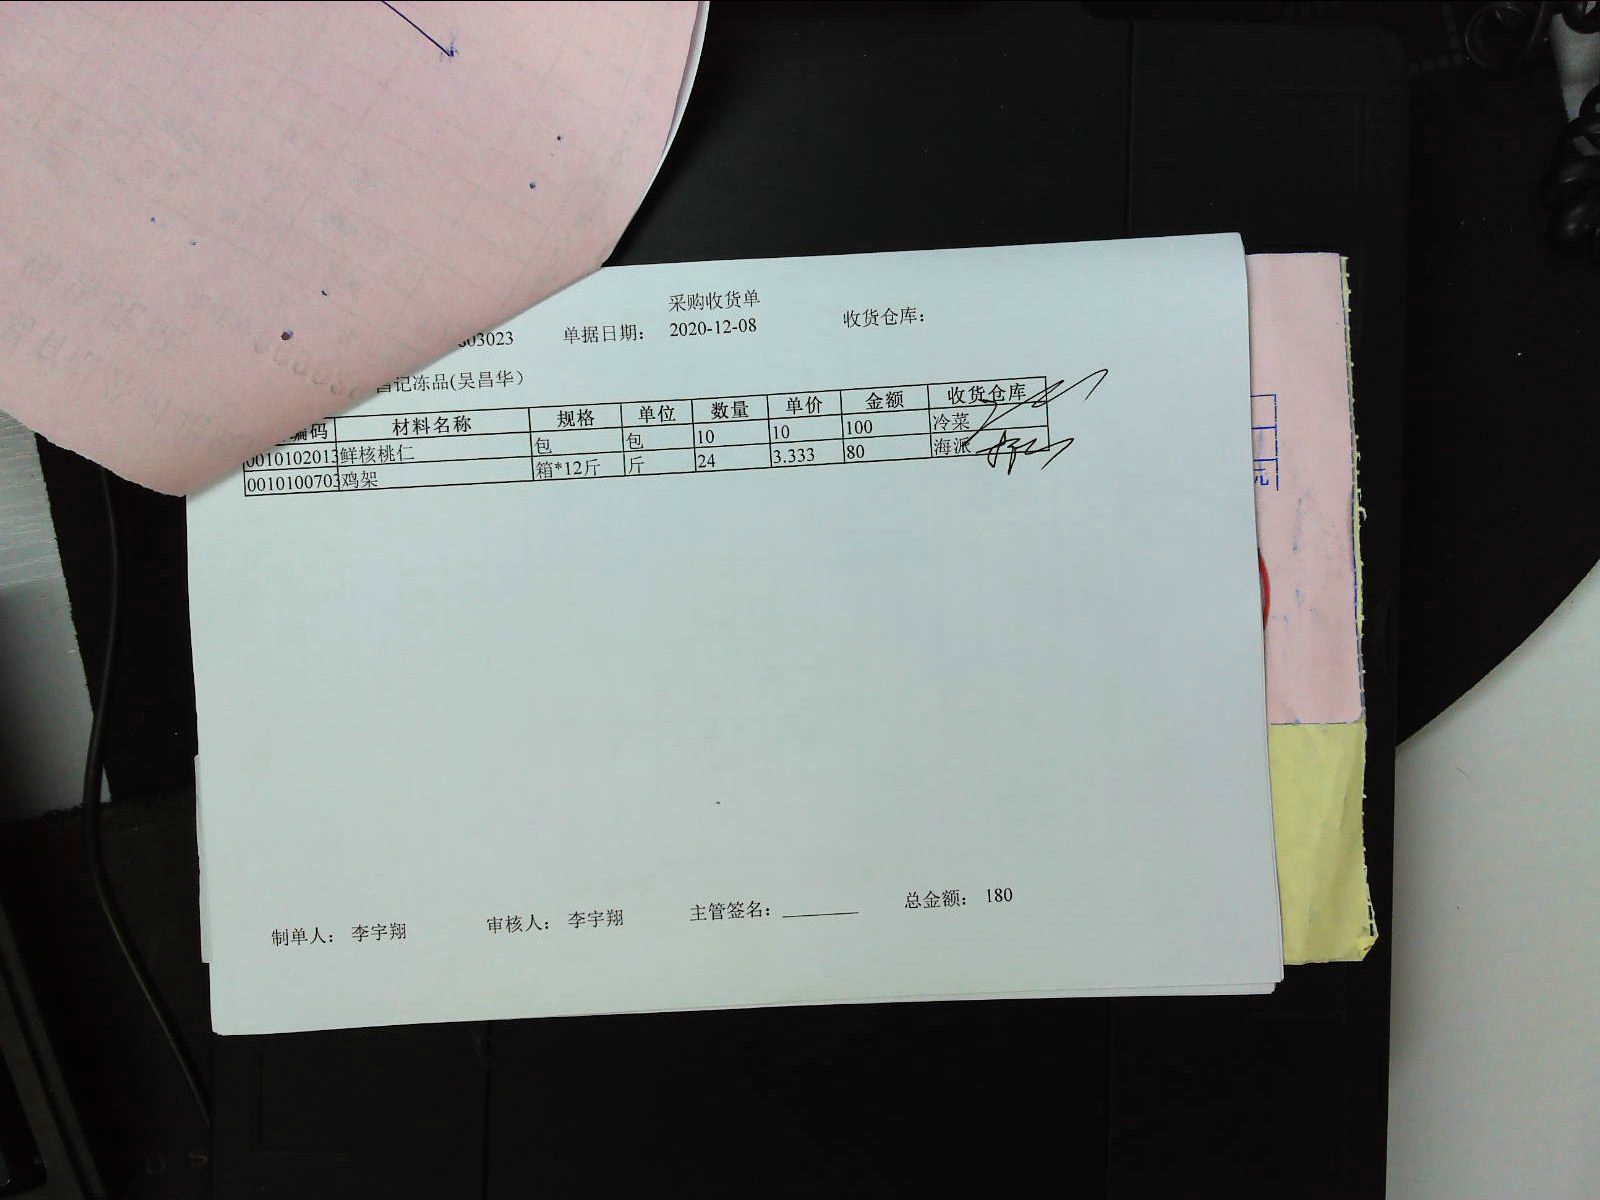 采购收货单
03023 单据日期: 2020-12-08 收货仓库:
昌记冻品(吴昌华)
编码 材料名称 规格 单位 数量 单价 金额 收货仓库
0010102013 鲜核桃仁 包 包 10 10 100 冷菜
0010100703 鸡架 箱*12斤 斤 24 3.333 80 海派
元
制单人: 李宇翔 审核人: 李宇翔 主管签名: 总金额: 180